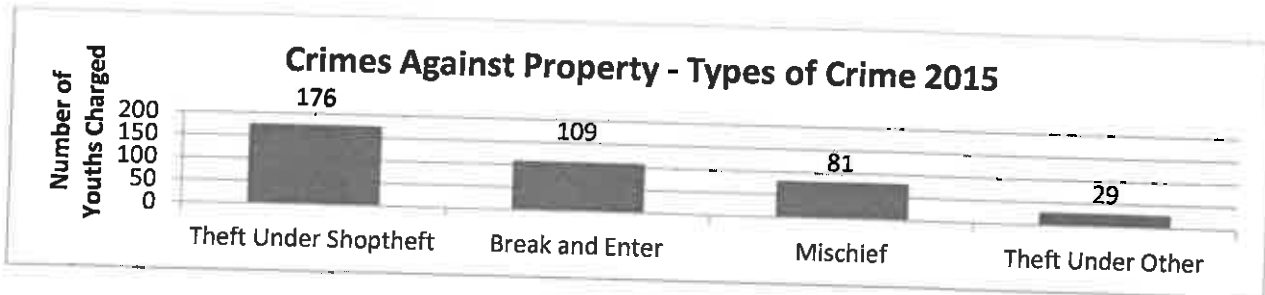 Crimes Against Property - Types of Crime 2015
Number of
Youths Charged
200
150
100
50
0
176
109
81
29
Theft Under Shoptheft
Break and Enter
Mischief
Theft Under Other